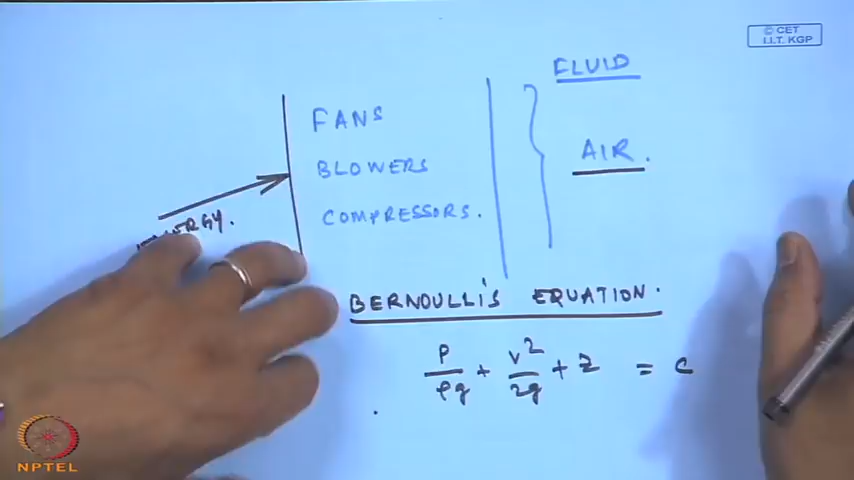 © CET
I.I.T. KGP
FLUID
FANS
BLOWERS
AIR.
COMPRESSORS.
BERNOULLI'S EQUATION.
P/ρg + v²/2g + z = c
NPTEL